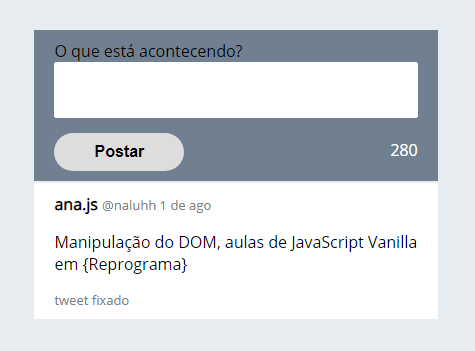 O que está acontecendo?
Postar
280
ana.js @naluhh 1 de ago
Manipulação do DOM, aulas de JavaScript Vanilla
em {Reprograma}
tweet fixado